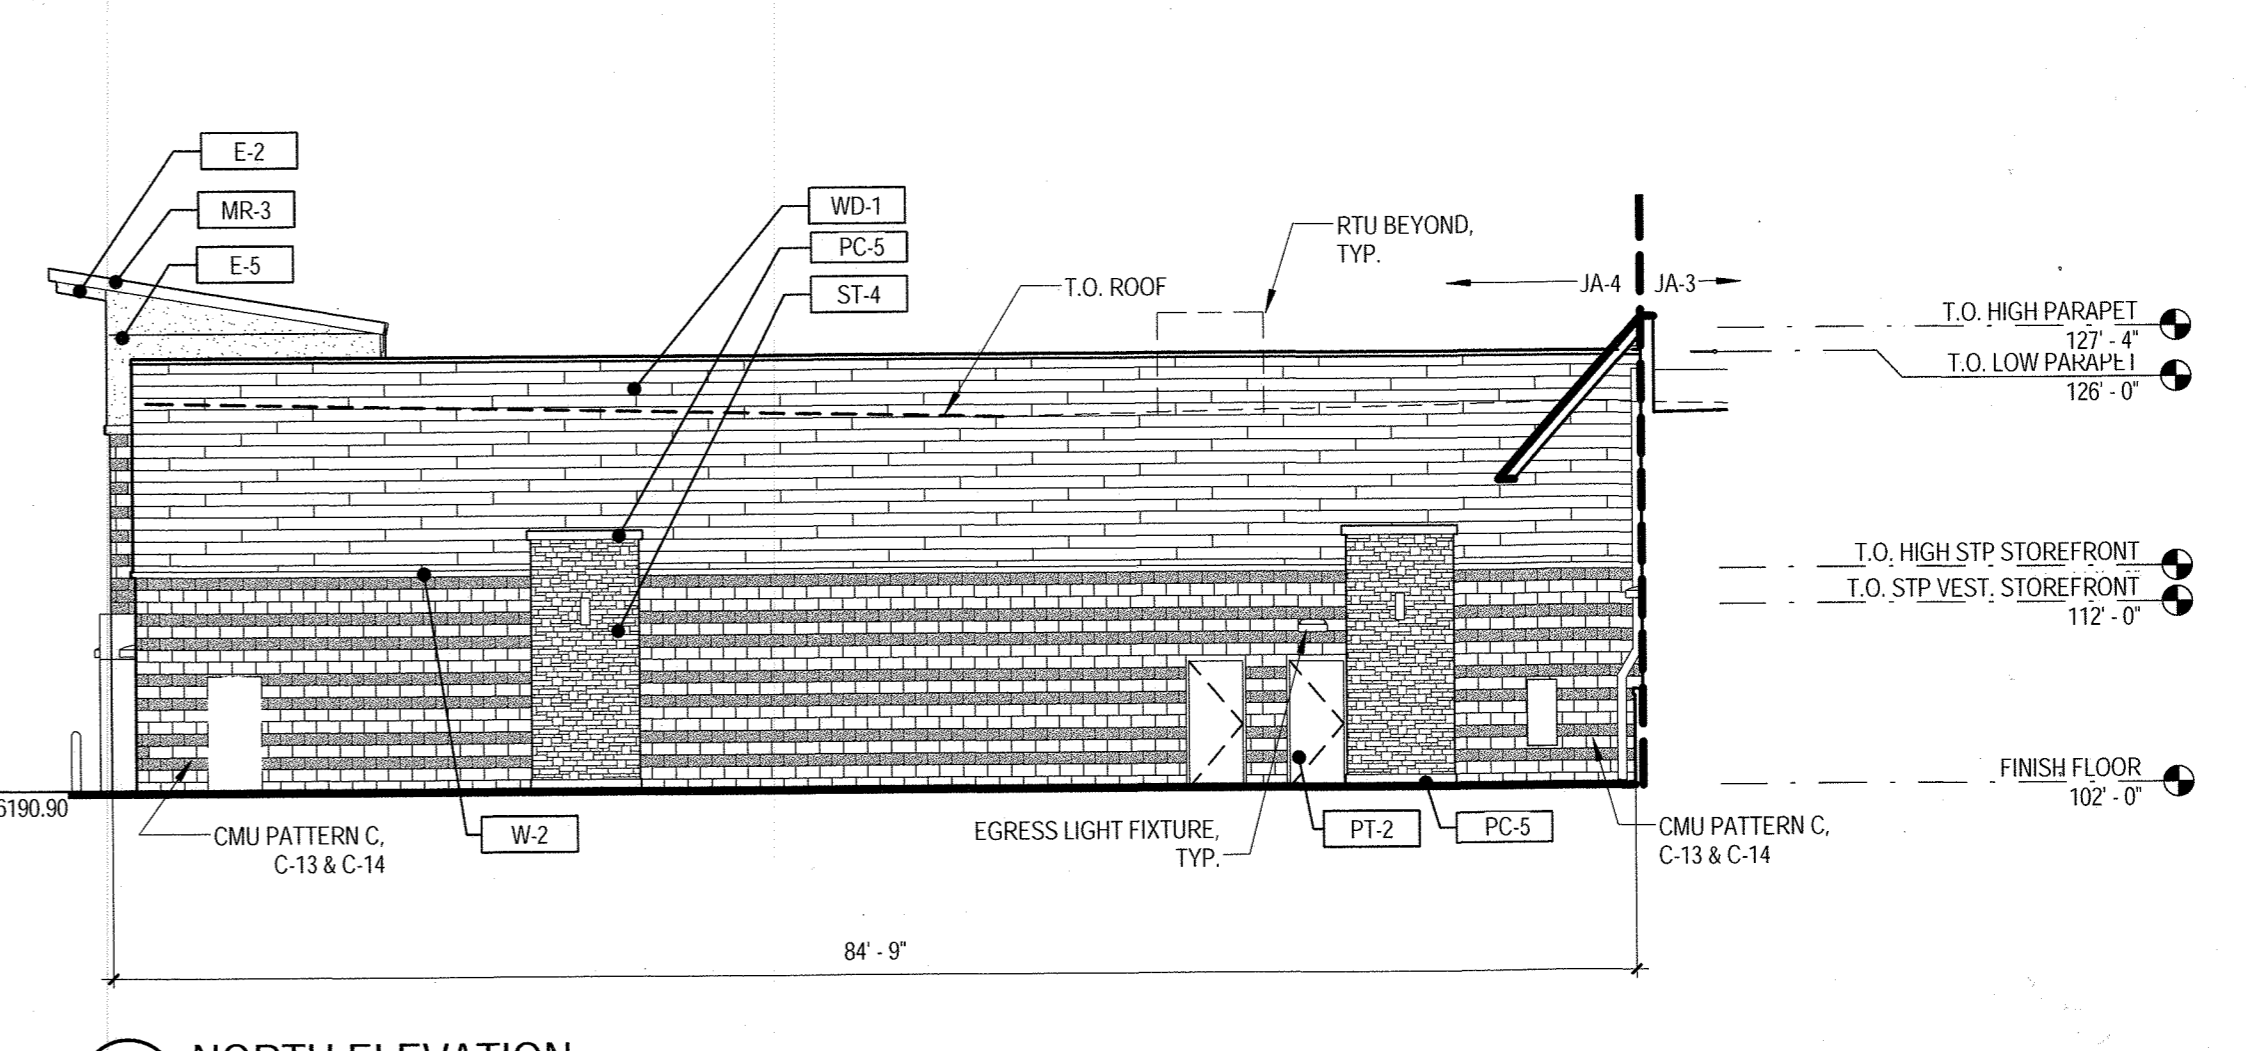 E-2
MR-3
E-5
WD-1
PC-5
ST-4
RTU BEYOND,
TYP.
T.O. ROOF
JA-4
JA-3
T.O. HIGH PARAPET
127' - 4"
T.O. LOW PARAPET
126' - 0"
T.O. HIGH STP STOREFRONT
T.O. STP VEST. STOREFRONT
112' - 0"
FINISH FLOOR
102' - 0"
6190.90
CMU PATTERN C,
C-13 & C-14
W-2
EGRESS LIGHT FIXTURE,
TYP.
PT-2
PC-5
CMU PATTERN C,
C-13 & C-14
84' - 9"
NORTH ELEVATION